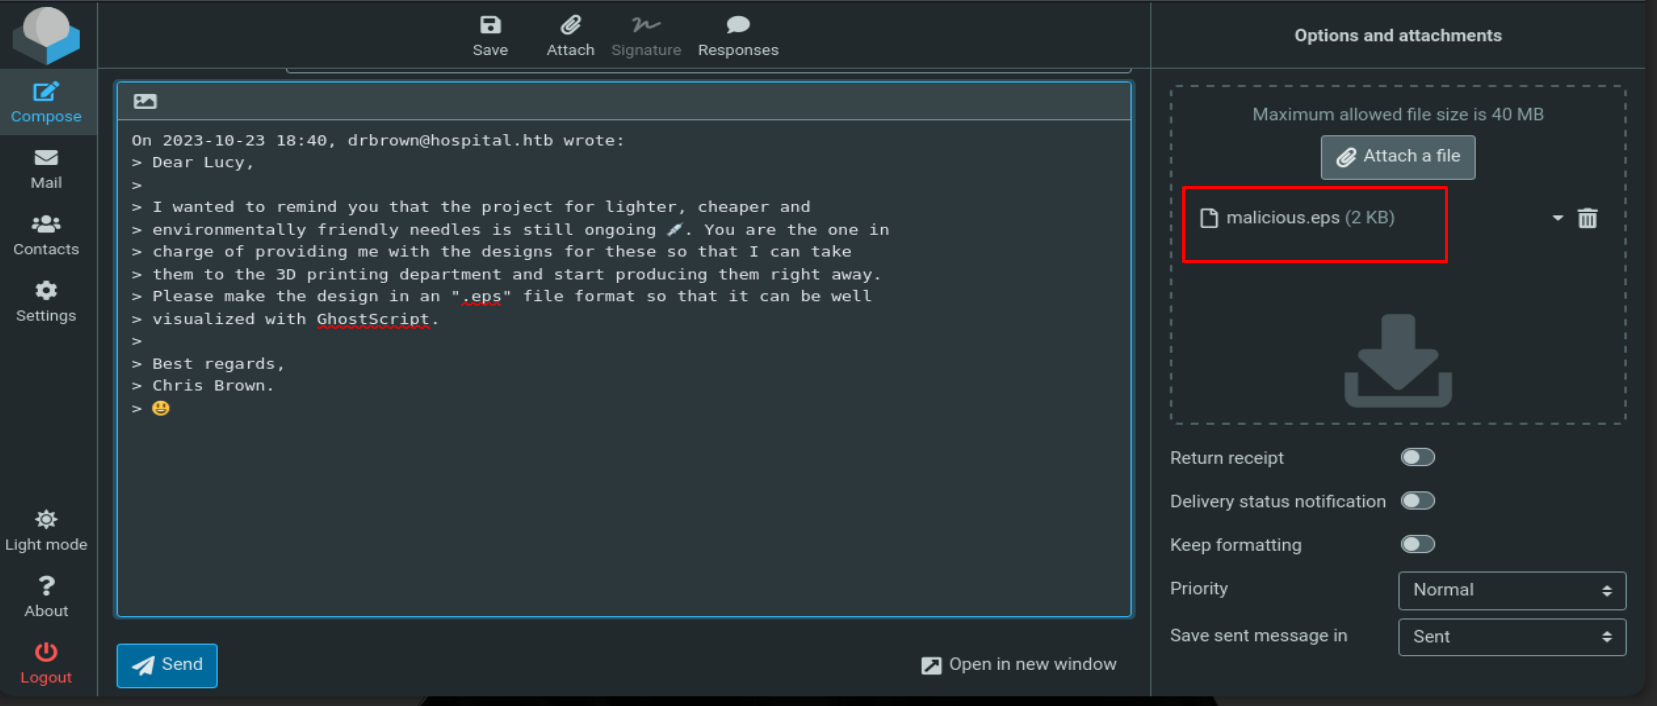 Save
Attach
Signature
Responses
Options and attachments
Compose
Mail
Contacts
Settings
Light mode
About
Logout
On 2023-10-23 18:40, drbrown@hospital.htb wrote:
> Dear Lucy,
>
> I wanted to remind you that the project for lighter, cheaper and
> environmentally friendly needles is still ongoing 💉. You are the one in
> charge of providing me with the designs for these so that I can take
> them to the 3D printing department and start producing them right away.
> Please make the design in an ".eps" file format so that it can be well
> visualized with GhostScript.
>
> Best regards,
> Chris Brown.
> 😃
Send
Open in new window
Maximum allowed file size is 40 MB
Attach a file
malicious.eps (2 KB)
Return receipt
Delivery status notification
Keep formatting
Priority
Normal
Save sent message in
Sent